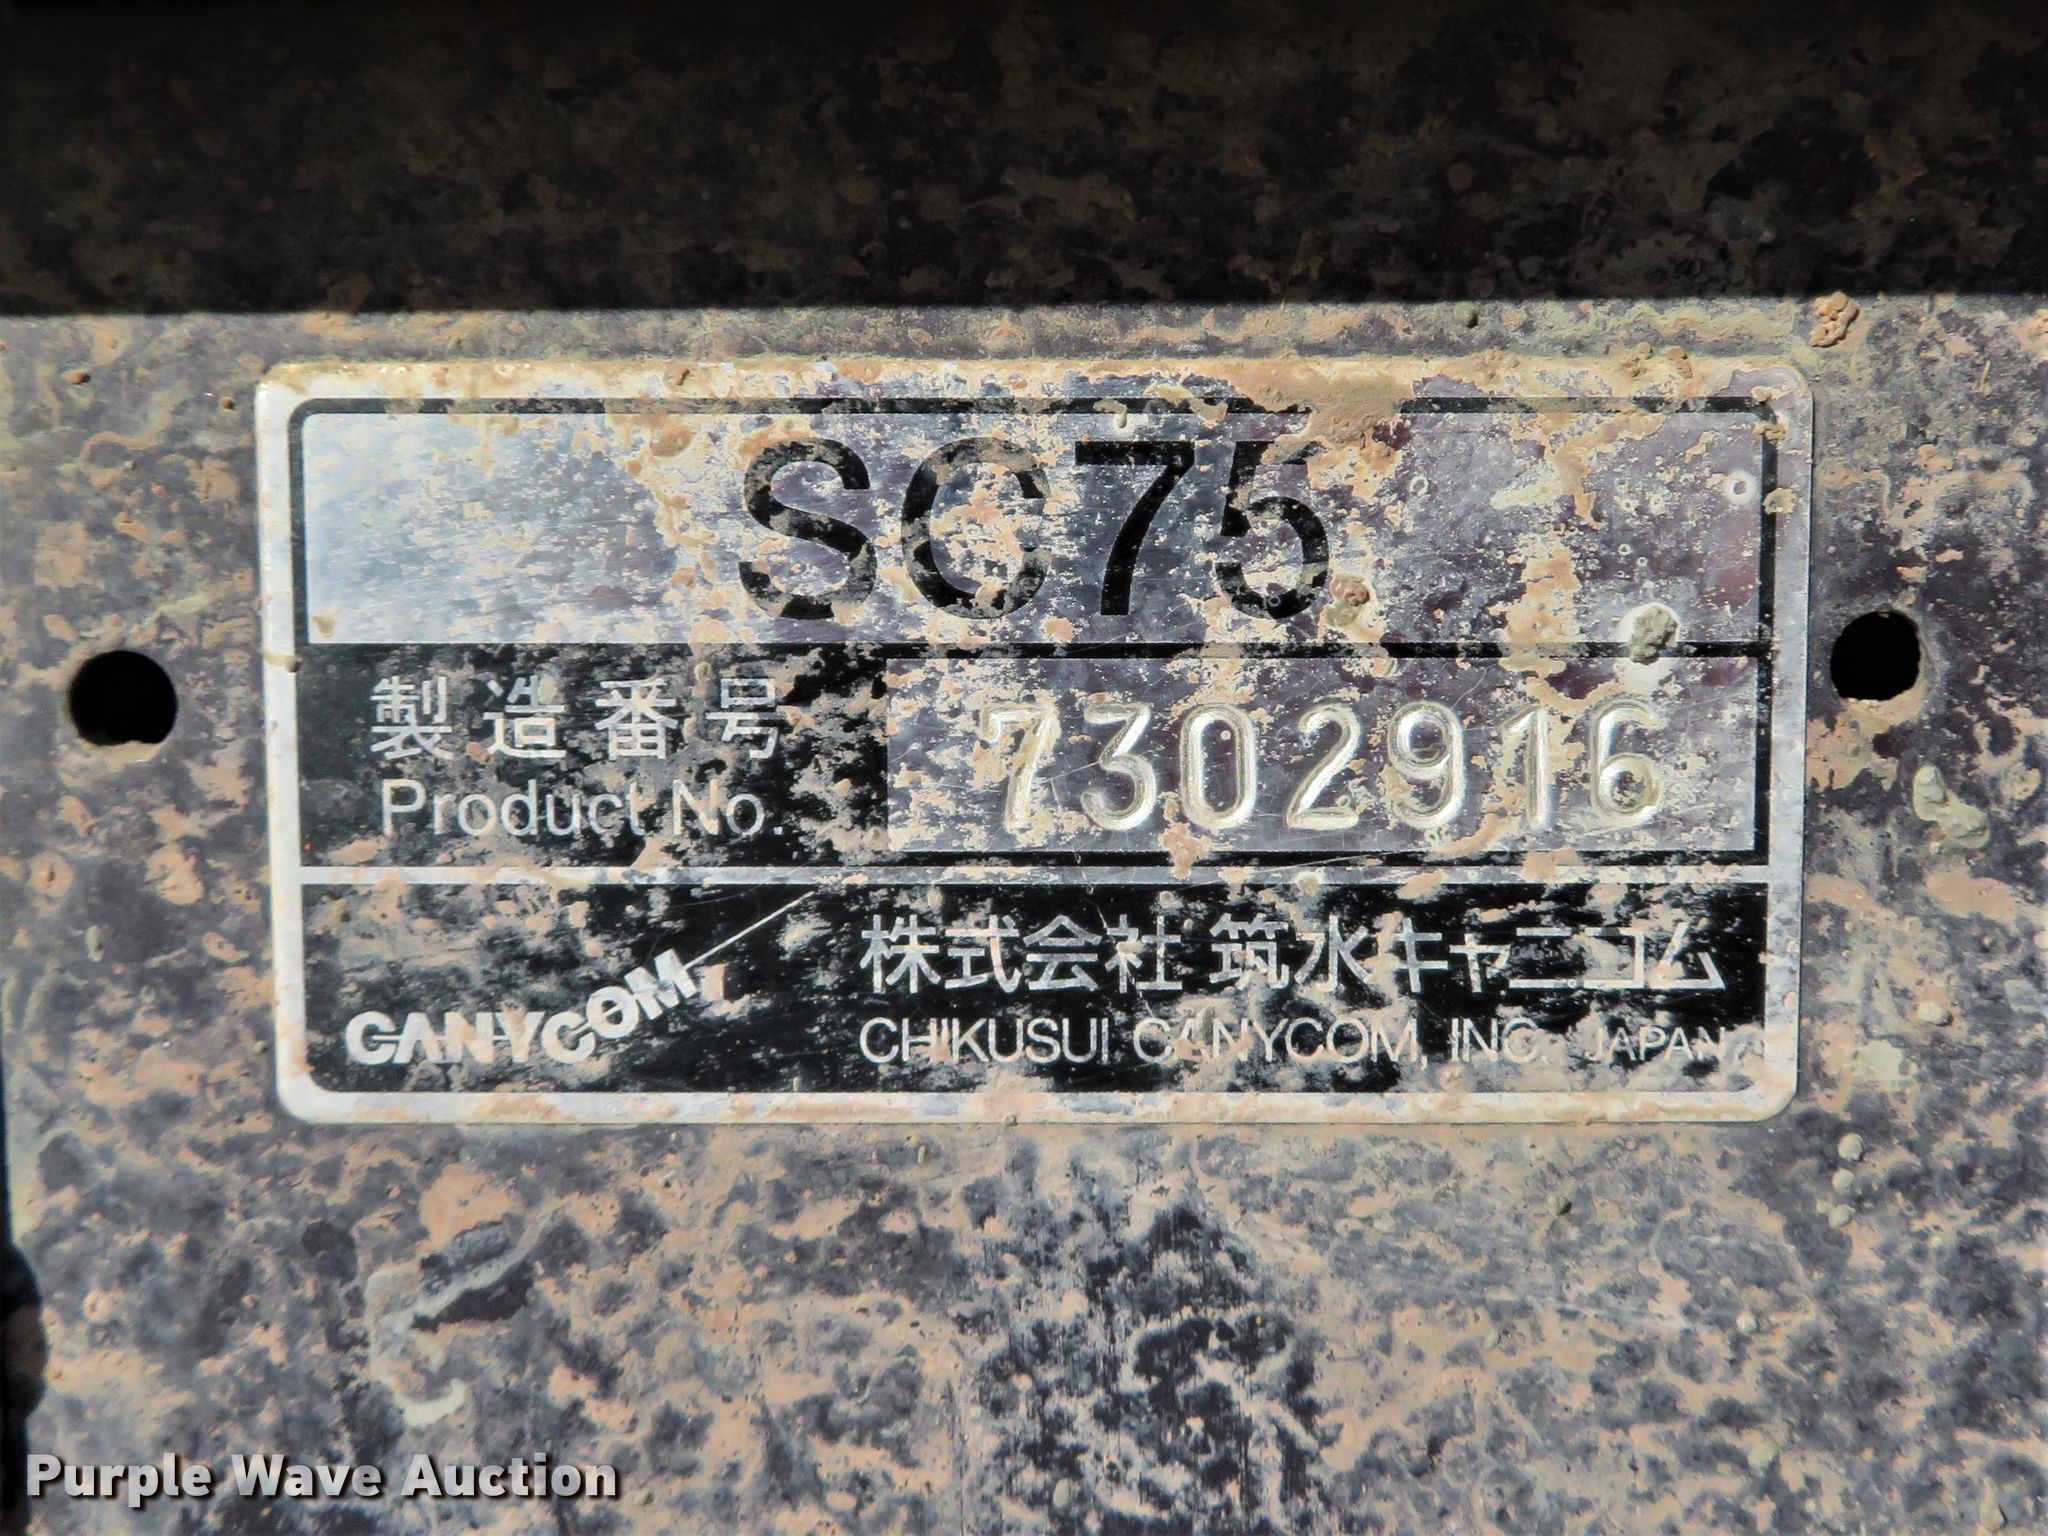 SC75
製造番号
7302916
Product No.
CANYCOM
株式会社 筑水キャニコム
CHIKUSUI CANYCOM, INC. JAPAN
Purple Wave Auction